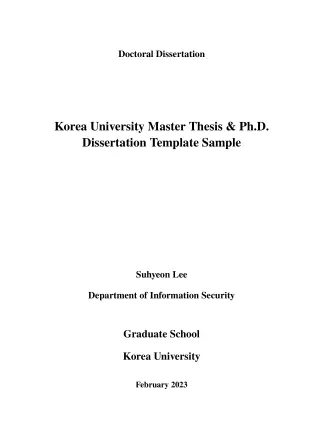 Doctoral Dissertation
Korea University Master Thesis & Ph.D.
Dissertation Template Sample
Suhyeon Lee
Department of Information Security
Graduate School
Korea University
February 2023